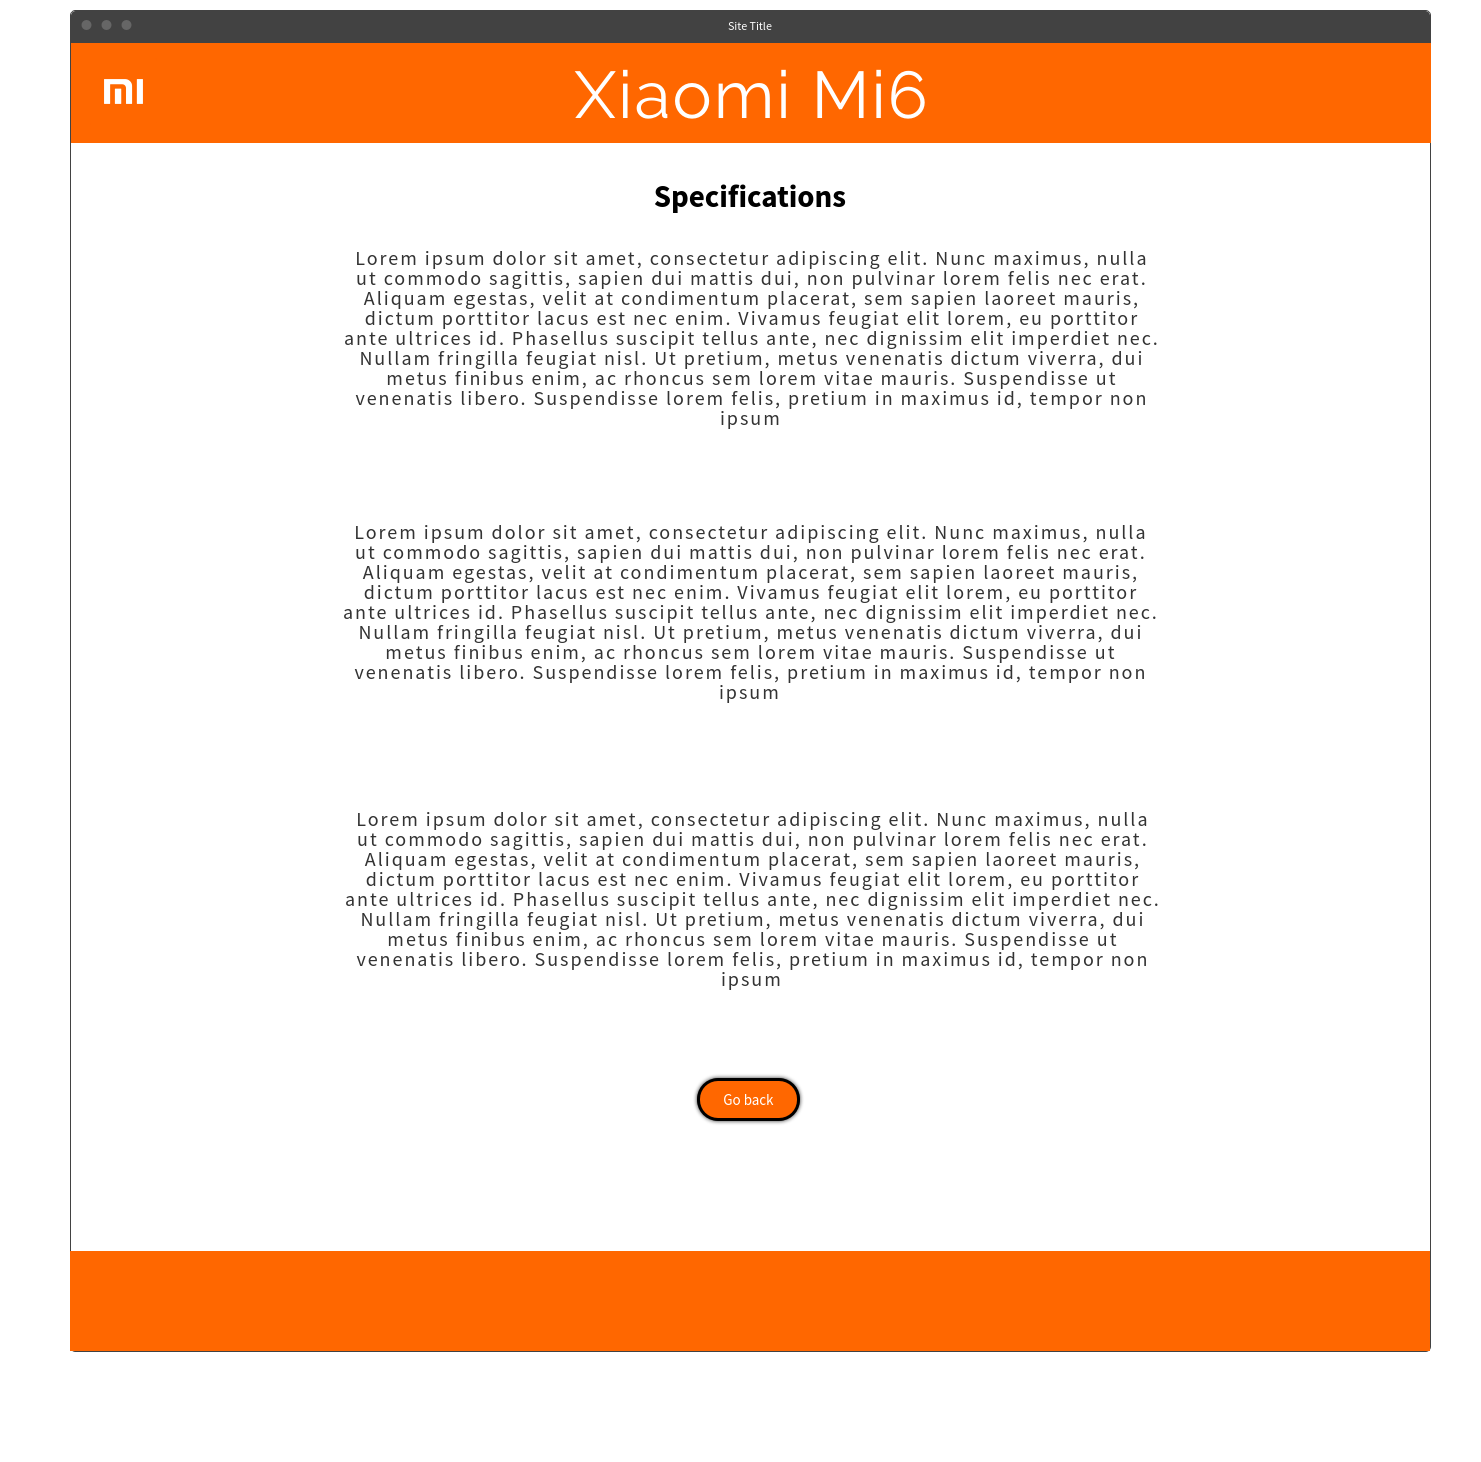 Site Title
mi
Xiaomi Mi6
Specifications
Lorem ipsum dolor sit amet, consectetur adipiscing elit. Nunc maximus, nulla
ut commodo sagittis, sapien dui mattis dui, non pulvinar lorem felis nec erat.
Aliquam egestas, velit at condimentum placerat, sem sapien laoreet mauris,
dictum porttitor lacus est nec enim. Vivamus feugiat elit lorem, eu porttitor
ante ultrices id. Phasellus suscipit tellus ante, nec dignissim elit imperdiet nec.
Nullam fringilla feugiat nisl. Ut pretium, metus venenatis dictum viverra, dui
metus finibus enim, ac rhoncus sem lorem vitae mauris. Suspendisse ut
venenatis libero. Suspendisse lorem felis, pretium in maximus id, tempor non
ipsum
Lorem ipsum dolor sit amet, consectetur adipiscing elit. Nunc maximus, nulla
ut commodo sagittis, sapien dui mattis dui, non pulvinar lorem felis nec erat.
Aliquam egestas, velit at condimentum placerat, sem sapien laoreet mauris,
dictum porttitor lacus est nec enim. Vivamus feugiat elit lorem, eu porttitor
ante ultrices id. Phasellus suscipit tellus ante, nec dignissim elit imperdiet nec.
Nullam fringilla feugiat nisl. Ut pretium, metus venenatis dictum viverra, dui
metus finibus enim, ac rhoncus sem lorem vitae mauris. Suspendisse ut
venenatis libero. Suspendisse lorem felis, pretium in maximus id, tempor non
ipsum
Lorem ipsum dolor sit amet, consectetur adipiscing elit. Nunc maximus, nulla
ut commodo sagittis, sapien dui mattis dui, non pulvinar lorem felis nec erat.
Aliquam egestas, velit at condimentum placerat, sem sapien laoreet mauris,
dictum porttitor lacus est nec enim. Vivamus feugiat elit lorem, eu porttitor
ante ultrices id. Phasellus suscipit tellus ante, nec dignissim elit imperdiet nec.
Nullam fringilla feugiat nisl. Ut pretium, metus venenatis dictum viverra, dui
metus finibus enim, ac rhoncus sem lorem vitae mauris. Suspendisse ut
venenatis libero. Suspendisse lorem felis, pretium in maximus id, tempor non
ipsum
Go back